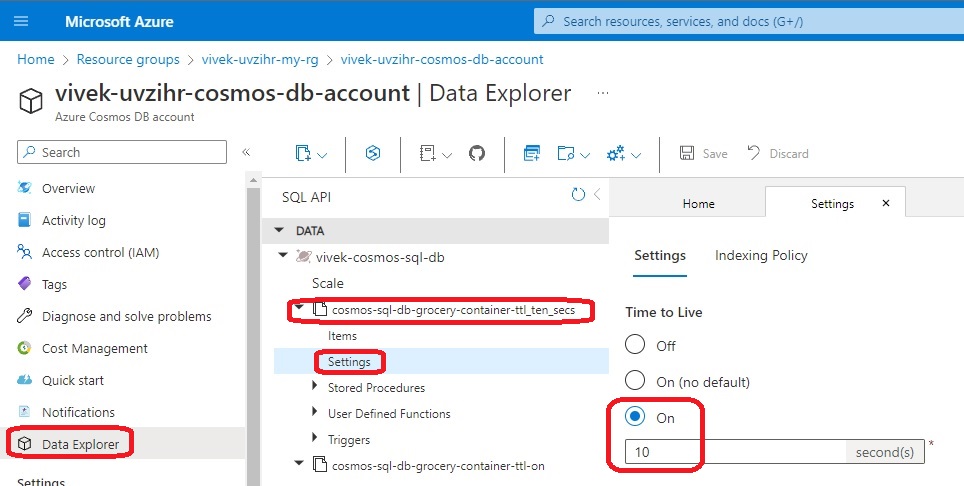 Microsoft Azure
Search resources, services, and docs (G+/)
Home > Resource groups > vivek-uvzihr-my-rg > vivek-uvzihr-cosmos-db-account
vivek-uvzihr-cosmos-db-account | Data Explorer ...
Azure Cosmos DB account
Search
«
Save
Discard
Overview
Activity log
Access control (IAM)
Tags
Diagnose and solve problems
Cost Management
Quick start
Notifications
Data Explorer
Settings
SQL API
DATA
vivek-cosmos-sql-db
Scale
cosmos-sql-db-grocery-container-ttl_ten_secs
Items
Settings
Stored Procedures
User Defined Functions
Triggers
cosmos-sql-db-grocery-container-ttl-on
Home
Settings ×
Settings
Indexing Policy
Time to Live
Off
On (no default)
On
10 second(s) *